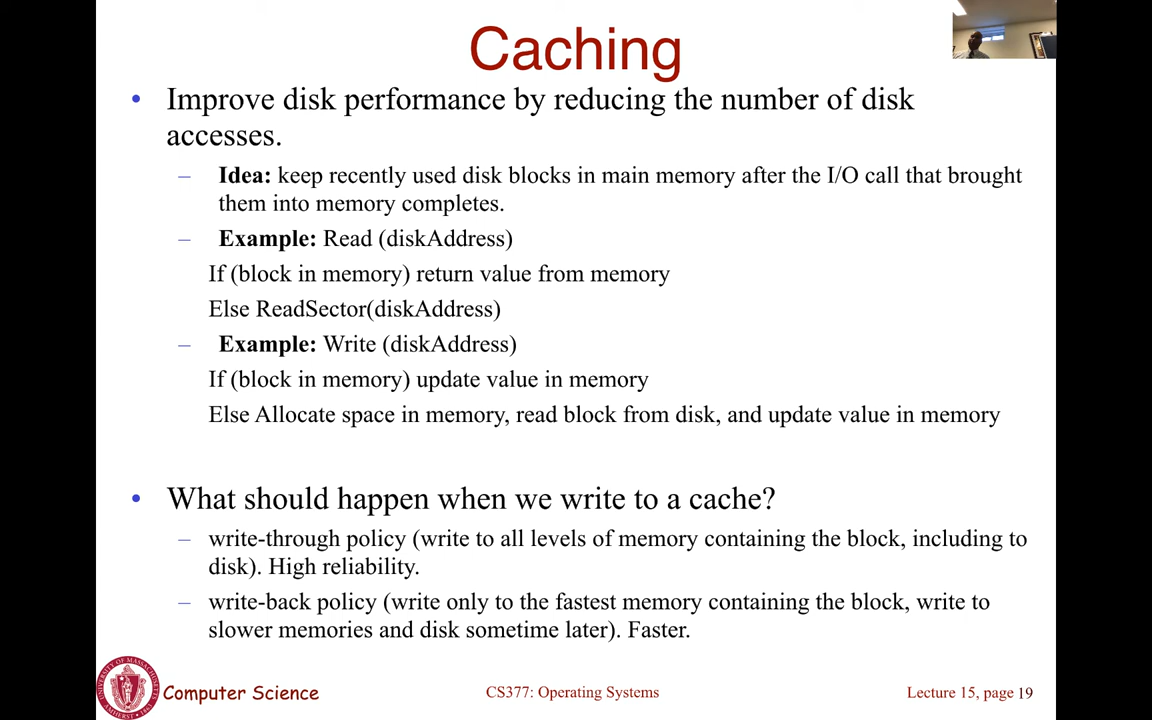 Caching
• Improve disk performance by reducing the number of disk
accesses.
– Idea: keep recently used disk blocks in main memory after the I/O call that brought
them into memory completes.
– Example: Read (diskAddress)
If (block in memory) return value from memory
Else ReadSector(diskAddress)
– Example: Write (diskAddress)
If (block in memory) update value in memory
Else Allocate space in memory, read block from disk, and update value in memory
• What should happen when we write to a cache?
– write-through policy (write to all levels of memory containing the block, including to
disk). High reliability.
– write-back policy (write only to the fastest memory containing the block, write to
slower memories and disk sometime later). Faster.
Computer Science
CS377: Operating Systems
Lecture 15, page 19